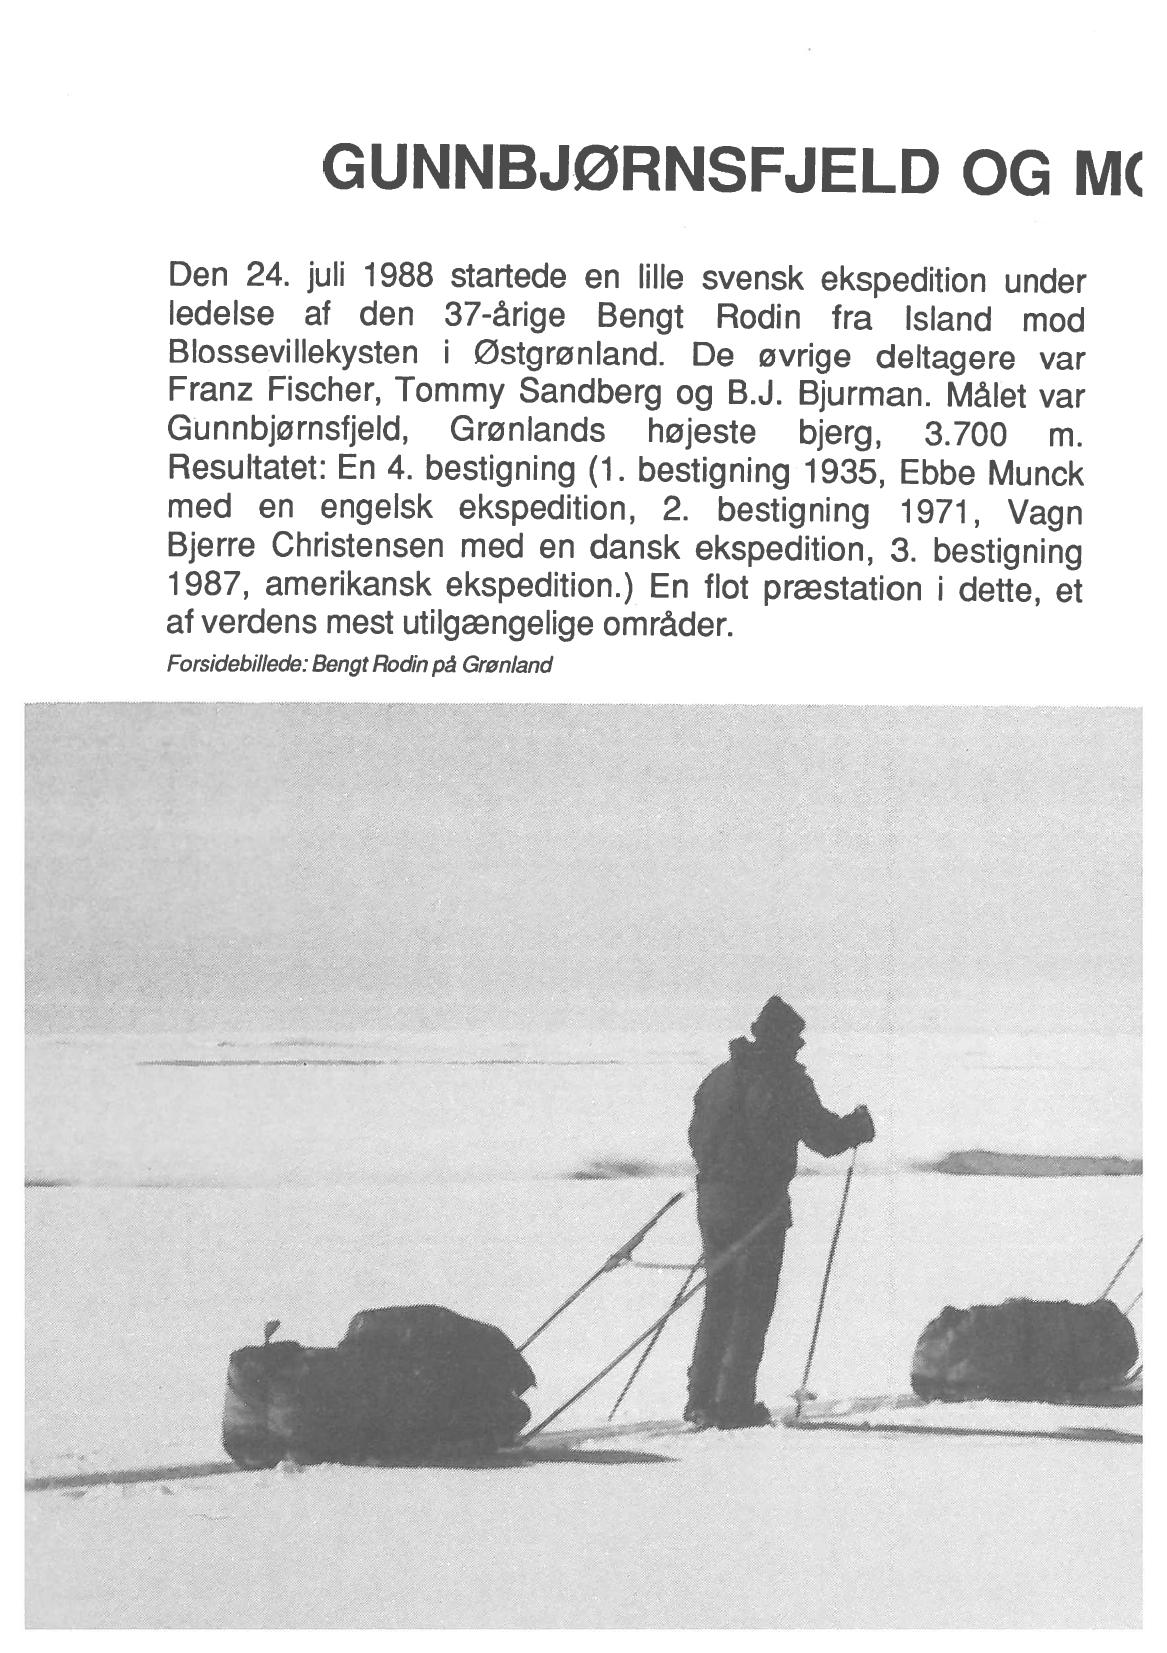 GUNNBJØRNSFJELD OG M
Den 24. juli 1988 startede en lille svensk ekspedition under
ledelse af den 37-årige Bengt Rodin fra Island mod
Blossevillekysten i Østgrønland. De øvrige deltagere var
Franz Fischer, Tommy Sandberg og B.J. Bjurman. Målet var
Gunnbjørnsfjeld, Grønlands højeste bjerg, 3.700 m.
Resultatet: En 4. bestigning (1. bestigning 1935, Ebbe Munck
med en engelsk ekspedition, 2. bestigning 1971, Vagn
Bjerre Christensen med en dansk ekspedition, 3. bestigning
1987, amerikansk ekspedition.) En flot præstation i dette, et
af verdens mest utilgængelige områder.
Forsidebillede: Bengt Rodin på Grønland